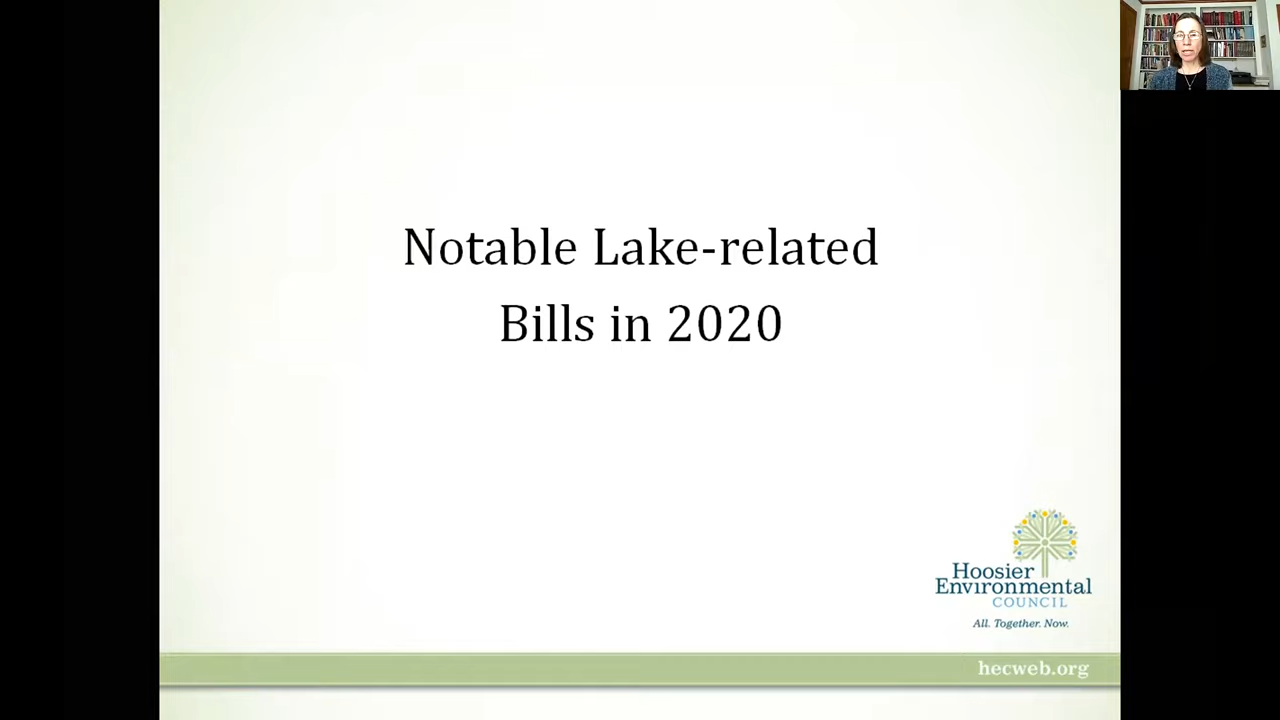 Notable Lake-related
Bills in 2020
Hoosier
Environmental
COUNCIL
All. Together. Now.
hecweb.org